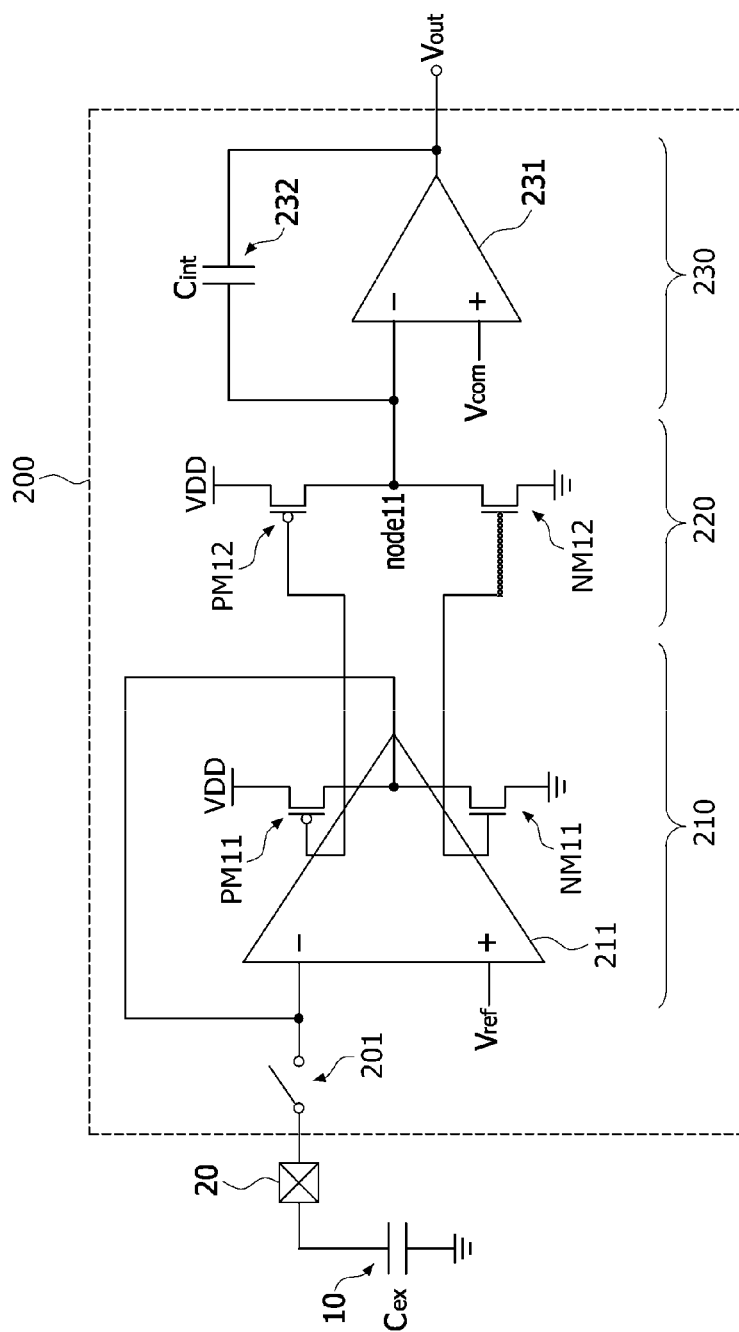 200
Cint
232
VDD
VDD
PM12
PM11
Vout
20
201
node11
−
231
−
+
Vcom
10
Cex
+
Vref
211
NM11
NM12
210
220
230